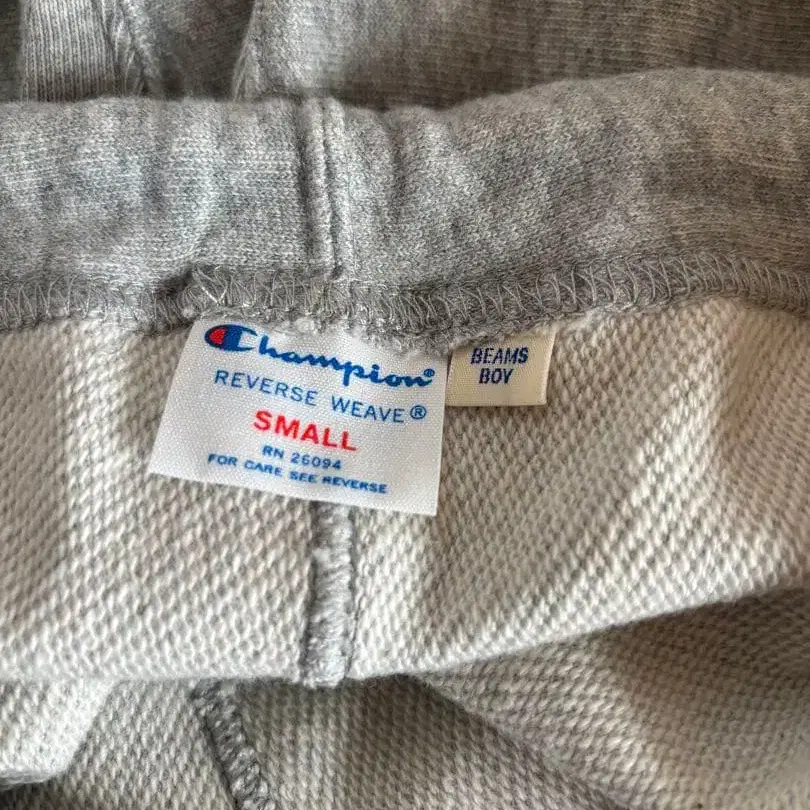 Champion®
REVERSE WEAVE®
SMALL
RN 26094
FOR CARE SEE REVERSE
BEAMS
BOY